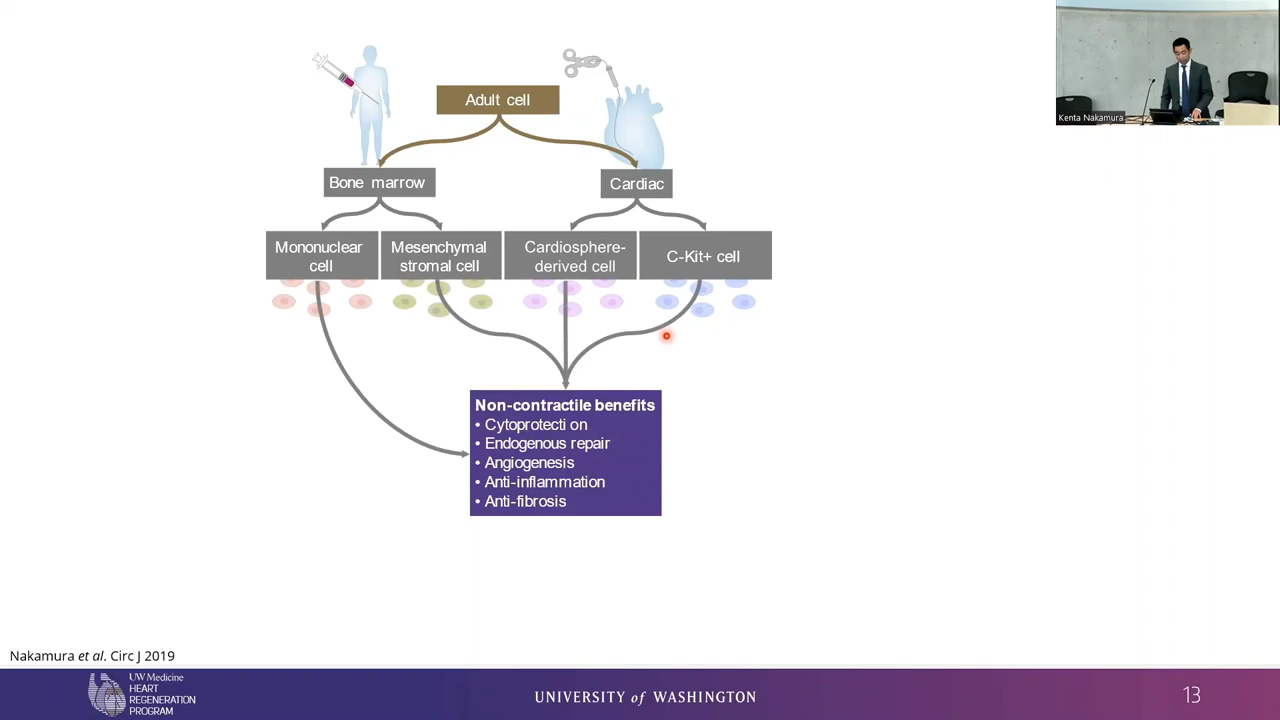 Kenta Nakamura
Adult cell
Bone marrow
Cardiac
Mononuclear
cell
Mesenchymal
stromal cell
Cardiosphere-
derived cell
C-Kit+ cell
Non-contractile benefits
• Cytoprotecti on
• Endogenous repair
• Angiogenesis
• Anti-inflammation
• Anti-fibrosis
Nakamura et al. Circ J 2019
UW Medicine
HEART
REGENERATION
PROGRAM
UNIVERSITY of WASHINGTON
13